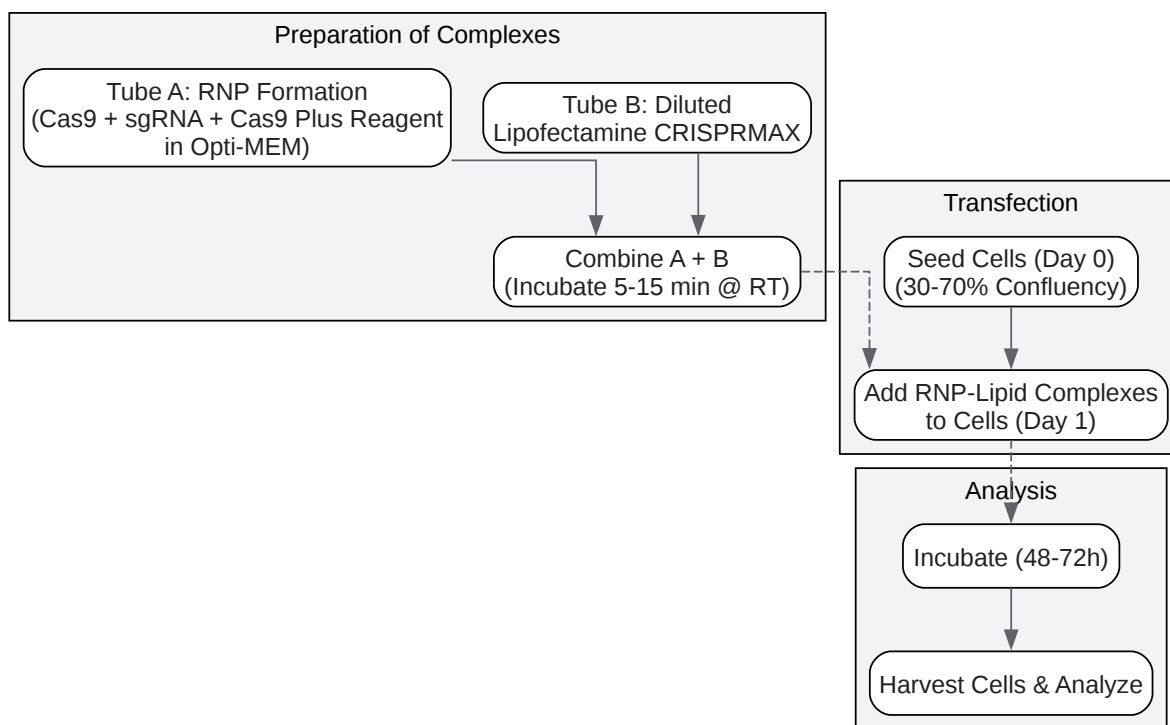 Preparation of Complexes
Tube A: RNP Formation
(Cas9 + sgRNA + Cas9 Plus Reagent
in Opti-MEM)
Tube B: Diluted
Lipofectamine CRISPRMAX
Combine A + B
(Incubate 5-15 min @ RT)
Transfection
Seed Cells (Day 0)
(30-70% Confluency)
Add RNP-Lipid Complexes
to Cells (Day 1)
Analysis
Incubate (48-72h)
Harvest Cells & Analyze